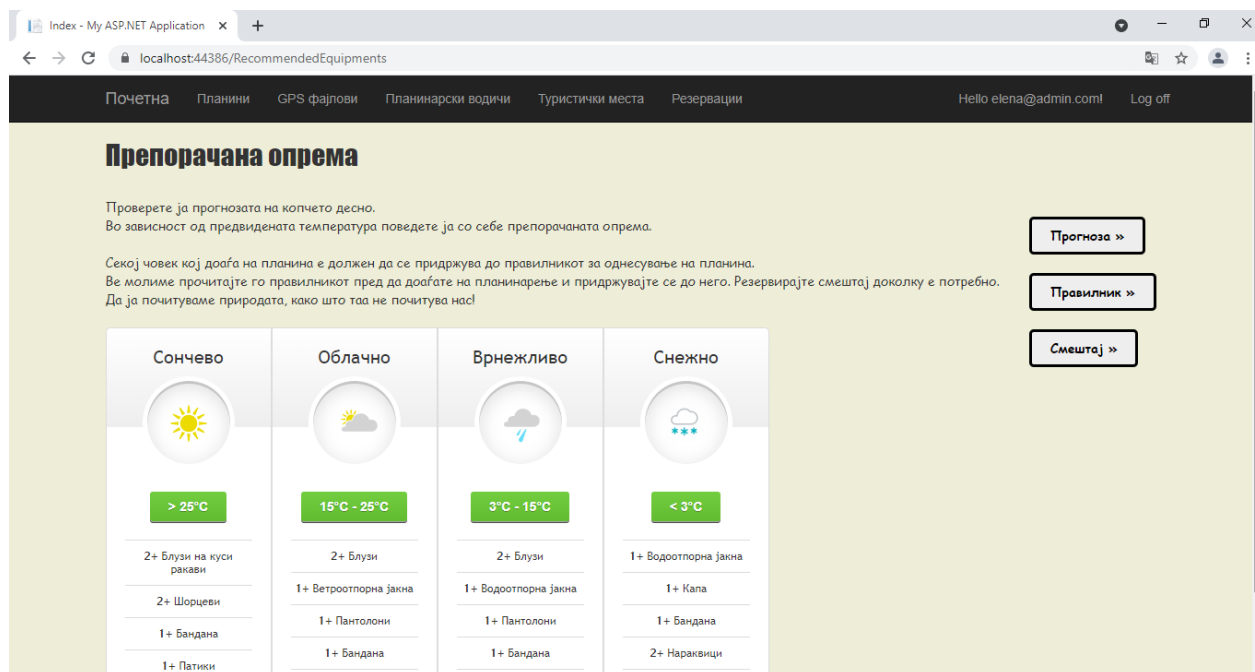 Index - My ASP.NET Application
localhost:44386/RecommendedEquipments
Почетна Планини GPS фајлови Планинарски водичи Туристички места Резервации Hello elena@admin.com! Log off
Препорачана опрема
Проверете ја прогнозата на копчето десно.
Во зависност од предвидената температура поведете ја со себе препорачаната опрема.
Секој човек кој доаѓа на планина е должен да се придржува до правилникот за однесување на планина.
Ве молиме прочитајте го правилникот пред да доаѓате на планинарење и придржувајте се до него. Резервирајте смештај доколку е потребно.
Да ја почитуваме природата, како што таа не почитува нас!
Прогноза »
Правилник »
Смештај »
Сончево
> 25°C
2+ Блузи на куси
ракави
2+ Шорцеви
1+ Бандана
1+ Патики
Облачно
15°C - 25°C
2+ Блузи
1+ Ветроотпорна јакна
1+ Пантолони
1+ Бандана
Врнежливо
3°C - 15°C
2+ Блузи
1+ Водоотпорна јакна
1+ Пантолони
1+ Бандана
Снежно
< 3°C
1+ Водоотпорна јакна
1+ Капа
1+ Бандана
2+ Нараквици